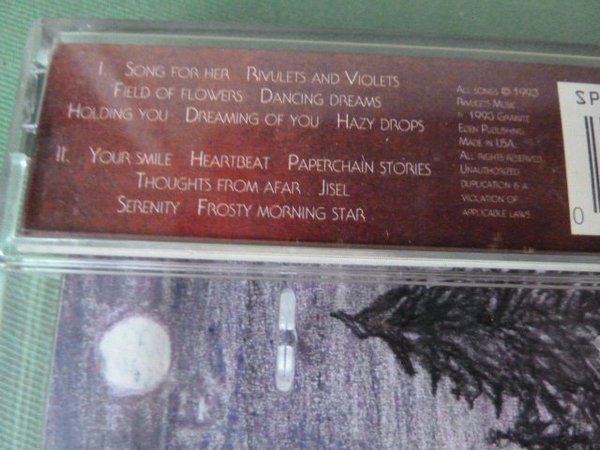 I. SONG FOR HER RIVULETS AND VIOLETS
FIELD OF FLOWERS DANCING DREAMS
HOLDING YOU DREAMING OF YOU HAZY DROPS
II. YOUR SMILE HEARTBEAT PAPERCHAIN STORIES
THOUGHTS FROM AFAR JISEL
SERENITY FROSTY MORNING STAR
ALL SONGS © 1993
RIVULETS MUSIC
℗ 1993 GRANITE
EDEN PUBLISHING
MADE IN USA.
ALL RIGHTS RESERVED
UNAUTHORIZED
DUPLICATION IS A
VIOLATION OF
APPLICABLE LAWS
SP
0